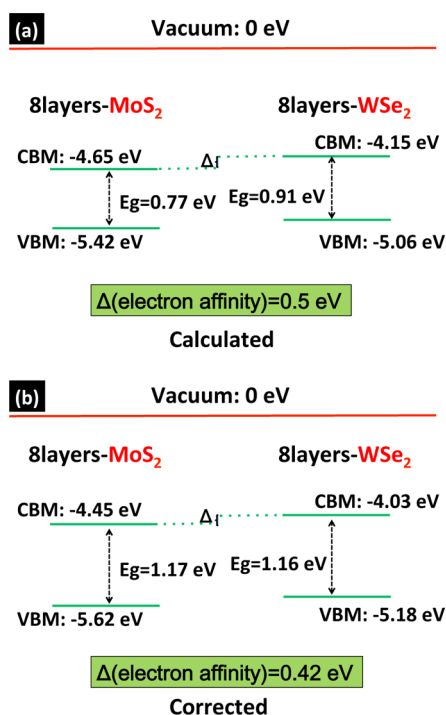 (a)
Vacuum: 0 eV
8layers-MoS₂
8layers-WSe₂
CBM: -4.65 eV
CBM: -4.15 eV
Δ
Eg=0.77 eV
Eg=0.91 eV
VBM: -5.42 eV
VBM: -5.06 eV
Δ(electron affinity)=0.5 eV
Calculated
(b)
Vacuum: 0 eV
8layers-MoS₂
8layers-WSe₂
CBM: -4.45 eV
CBM: -4.03 eV
Δ
Eg=1.17 eV
Eg=1.16 eV
VBM: -5.62 eV
VBM: -5.18 eV
Δ(electron affinity)=0.42 eV
Corrected